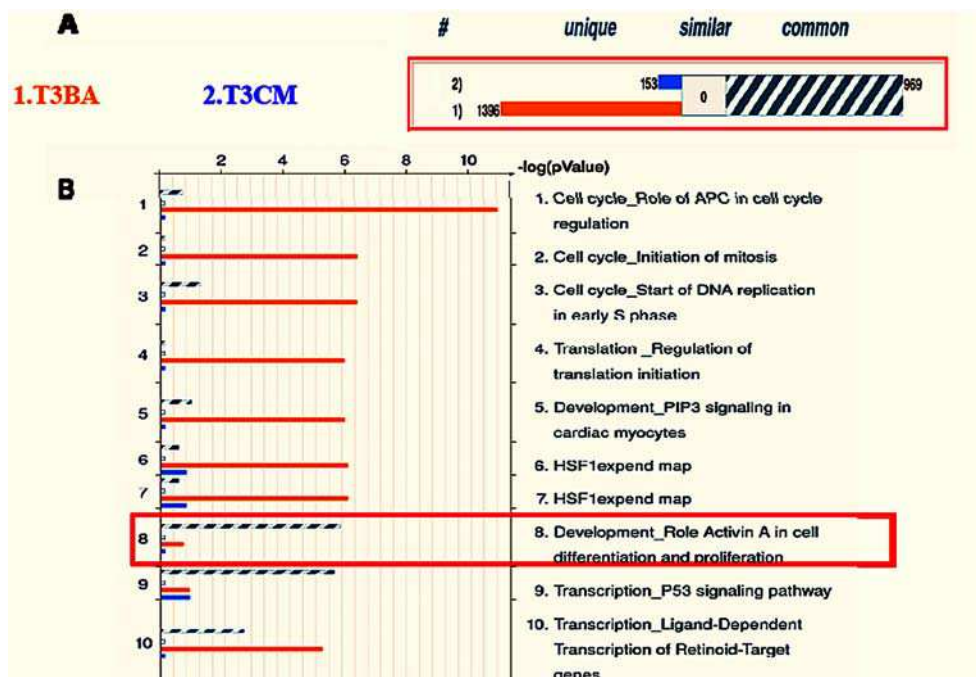 A # unique similar common
1.T3BA 2.T3CM
2) 153 0 969
1) 1396
2 4 6 8 10 -log(pValue)
B
1 1. Cell cycle_Role of APC in cell cycle
regulation
2 2. Cell cycle_Initiation of mitosis
3 3. Cell cycle_Start of DNA replication
in early S phase
4 4. Translation _Regulation of
translation initiation
5 5. Development_PIP3 signaling in
cardiac myocytes
6 6. HSF1expend map
7 7. HSF1expend map
8 8. Development_Role Activin A in cell
differentiation and proliferation
9 9. Transcription_P53 signaling pathway
10 10. Transcription_Ligand-Dependent
Transcription of Retinoid-Target
genes